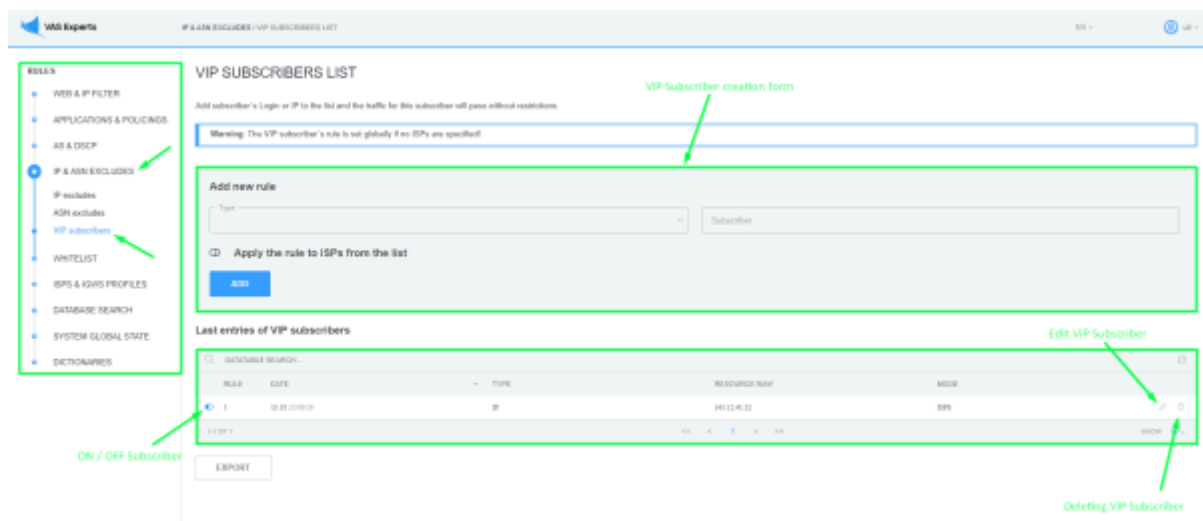 VAS Experts
IP & ASN EXCLUDES / VIP SUBSCRIBERS LIST
EN
RULES
WEB & IP FILTER
APPLICATIONS & POLICINGS
AS & DSCP
IP & ASN EXCLUDES
IP excludes
ASN excludes
VIP subscribers
WHITELIST
ISPS & IGWS PROFILES
DATABASE SEARCH
SYSTEM GLOBAL STATE
DICTIONARIES
VIP SUBSCRIBERS LIST
VIP Subscriber creation form
Add subscriber's Login or IP to the list and the traffic for this subscriber will pass without restrictions.
Warning: The VIP subscriber's rule is set globally if no ISPs are specified!
Add new rule
Type
Subscriber
Apply the rule to ISPs from the list
ADD
Last entries of VIP subscribers
Edit VIP Subscriber
DATATABLE SEARCH...
RULE DATE TYPE RESOURCE RAW MODE
1 IP ISPS
1-1 OF 1 << < 1 > >> SHOW
ON / OFF Subscriber
EXPORT
Deleting VIP Subscriber